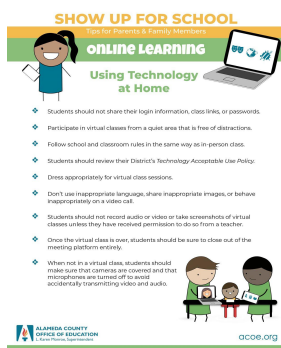 SHOW UP FOR SCHOOL
Tips for Parents & Family Members
ONLINE LEARNING
Using Technology
at Home
❖ Students should not share their login information, class links, or passwords.
❖ Participate in virtual classes from a quiet area that is free of distractions.
❖ Follow school and classroom rules in the same way as in-person class.
❖ Students should review their District's Technology Acceptable Use Policy.
❖ Dress appropriately for virtual class sessions.
❖ Don't use inappropriate language, share inappropriate images, or behave
inappropriately on a video call.
❖ Students should not record audio or video or take screenshots of virtual
classes unless they have received permission to do so from a teacher.
❖ Once the virtual class is over, students should be sure to close out of the
meeting platform entirely.
❖ When not in a virtual class, students should
make sure that cameras are covered and that
microphones are turned off to avoid
accidentally transmitting video and audio.
ALAMEDA COUNTY
OFFICE OF EDUCATION
L. Karen Monroe, Superintendent
acoe.org